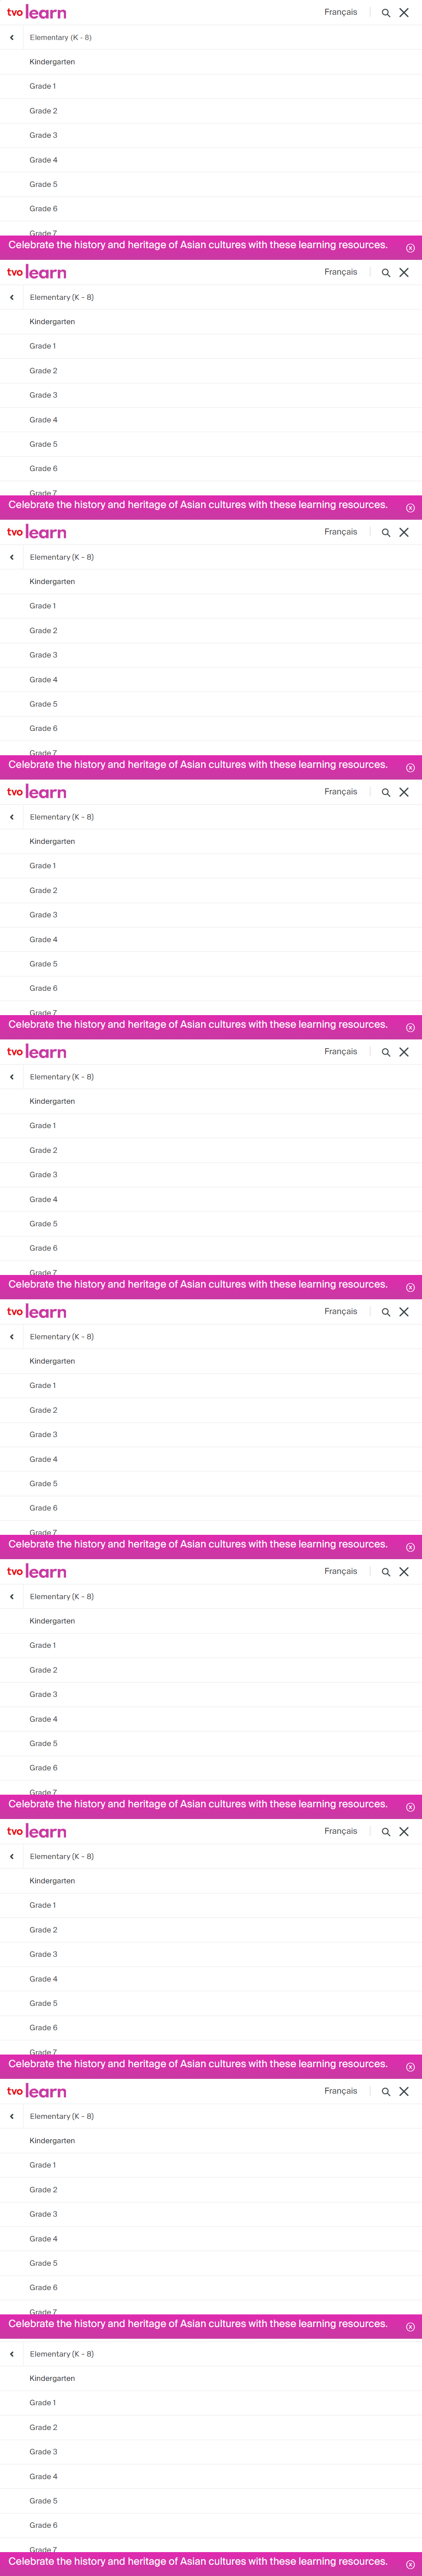 tvo learn Français
Elementary (K - 8)
Kindergarten
Grade 1
Grade 2
Grade 3
Grade 4
Grade 5
Grade 6
Grade 7
Celebrate the history and heritage of Asian cultures with these learning resources.
tvo learn Français
Elementary (K – 8)
Kindergarten
Grade 1
Grade 2
Grade 3
Grade 4
Grade 5
Grade 6
Grade 7
Celebrate the history and heritage of Asian cultures with these learning resources.
tvo learn Français
Elementary (K – 8)
Kindergarten
Grade 1
Grade 2
Grade 3
Grade 4
Grade 5
Grade 6
Grade 7
Celebrate the history and heritage of Asian cultures with these learning resources.
tvo learn Français
Elementary (K – 8)
Kindergarten
Grade 1
Grade 2
Grade 3
Grade 4
Grade 5
Grade 6
Grade 7
Celebrate the history and heritage of Asian cultures with these learning resources.
tvo learn Français
Elementary (K – 8)
Kindergarten
Grade 1
Grade 2
Grade 3
Grade 4
Grade 5
Grade 6
Grade 7
Celebrate the history and heritage of Asian cultures with these learning resources.
tvo learn Français
Elementary (K – 8)
Kindergarten
Grade 1
Grade 2
Grade 3
Grade 4
Grade 5
Grade 6
Grade 7
Celebrate the history and heritage of Asian cultures with these learning resources.
tvo learn Français
Elementary (K – 8)
Kindergarten
Grade 1
Grade 2
Grade 3
Grade 4
Grade 5
Grade 6
Grade 7
Celebrate the history and heritage of Asian cultures with these learning resources.
tvo learn Français
Elementary (K – 8)
Kindergarten
Grade 1
Grade 2
Grade 3
Grade 4
Grade 5
Grade 6
Grade 7
Celebrate the history and heritage of Asian cultures with these learning resources.
tvo learn Français
Elementary (K – 8)
Kindergarten
Grade 1
Grade 2
Grade 3
Grade 4
Grade 5
Grade 6
Grade 7
Celebrate the history and heritage of Asian cultures with these learning resources.
Elementary (K – 8)
Kindergarten
Grade 1
Grade 2
Grade 3
Grade 4
Grade 5
Grade 6
Grade 7
Celebrate the history and heritage of Asian cultures with these learning resources.